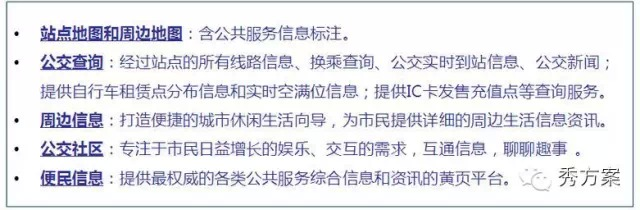 • 站点地图和周边地图：含公共服务信息标注。
• 公交查询：经过站点的所有线路信息、换乘查询、公交实时到站信息、公交新闻；
提供自行车租赁点分布信息和实时空满位信息；提供IC卡发售充值点等查询服务。
• 周边信息：打造便捷的城市休闲生活向导，为市民提供详细的周边生活信息资讯。
• 公交社区：专注于市民日益增长的娱乐、交互的需求，互通信息，聊聊趣事 。
• 便民信息：提供最权威的各类公共服务综合信息和资讯的黄页平台。
秀方案